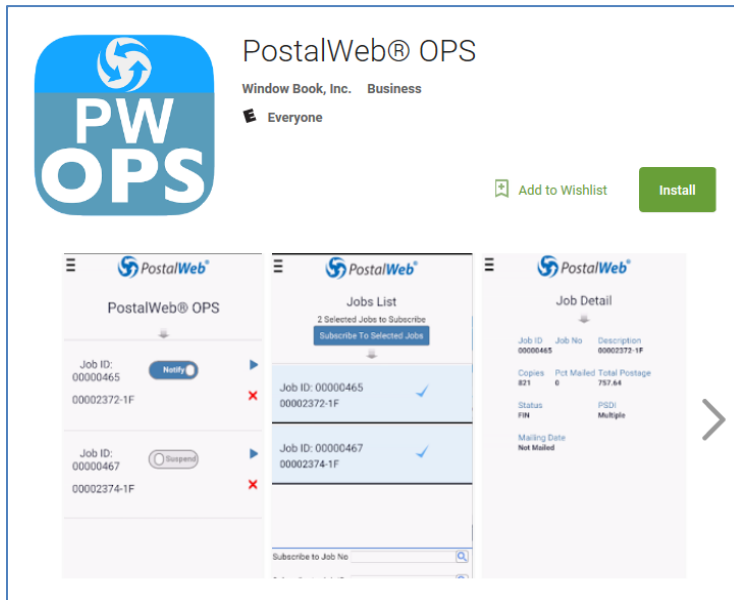 PW
OPS
PostalWeb® OPS
Window Book, Inc. Business
E Everyone
Add to Wishlist
Install
PostalWeb®
PostalWeb® OPS
Job ID:
00000465
Notify
00002372-1F
Job ID:
00000467
Suspend
00002374-1F
PostalWeb®
Jobs List
2 Selected Jobs to Subscribe
Subscribe To Selected Jobs
Job ID: 00000465
00002372-1F
Job ID: 00000467
00002374-1F
Subscribe to Job No
PostalWeb®
Job Detail
Job ID Job No Description
00000465 00002372-1F
Copies Pct Mailed Total Postage
821 0 757.64
Status PSDI
FIN Multiple
Mailing Date
Not Mailed